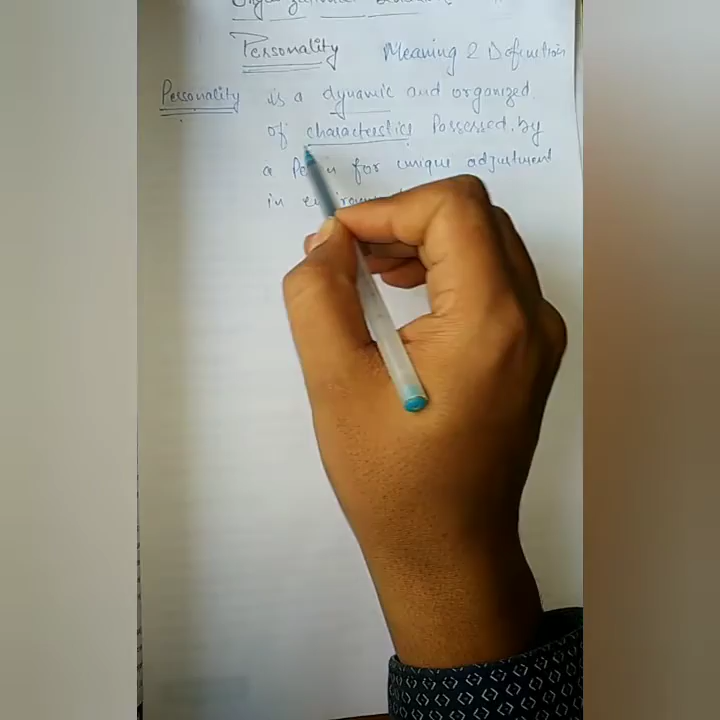 Personality Meaning & Definition
Personality is a dynamic and organized
of characteristics Possessed by
a for unique adjustment
in